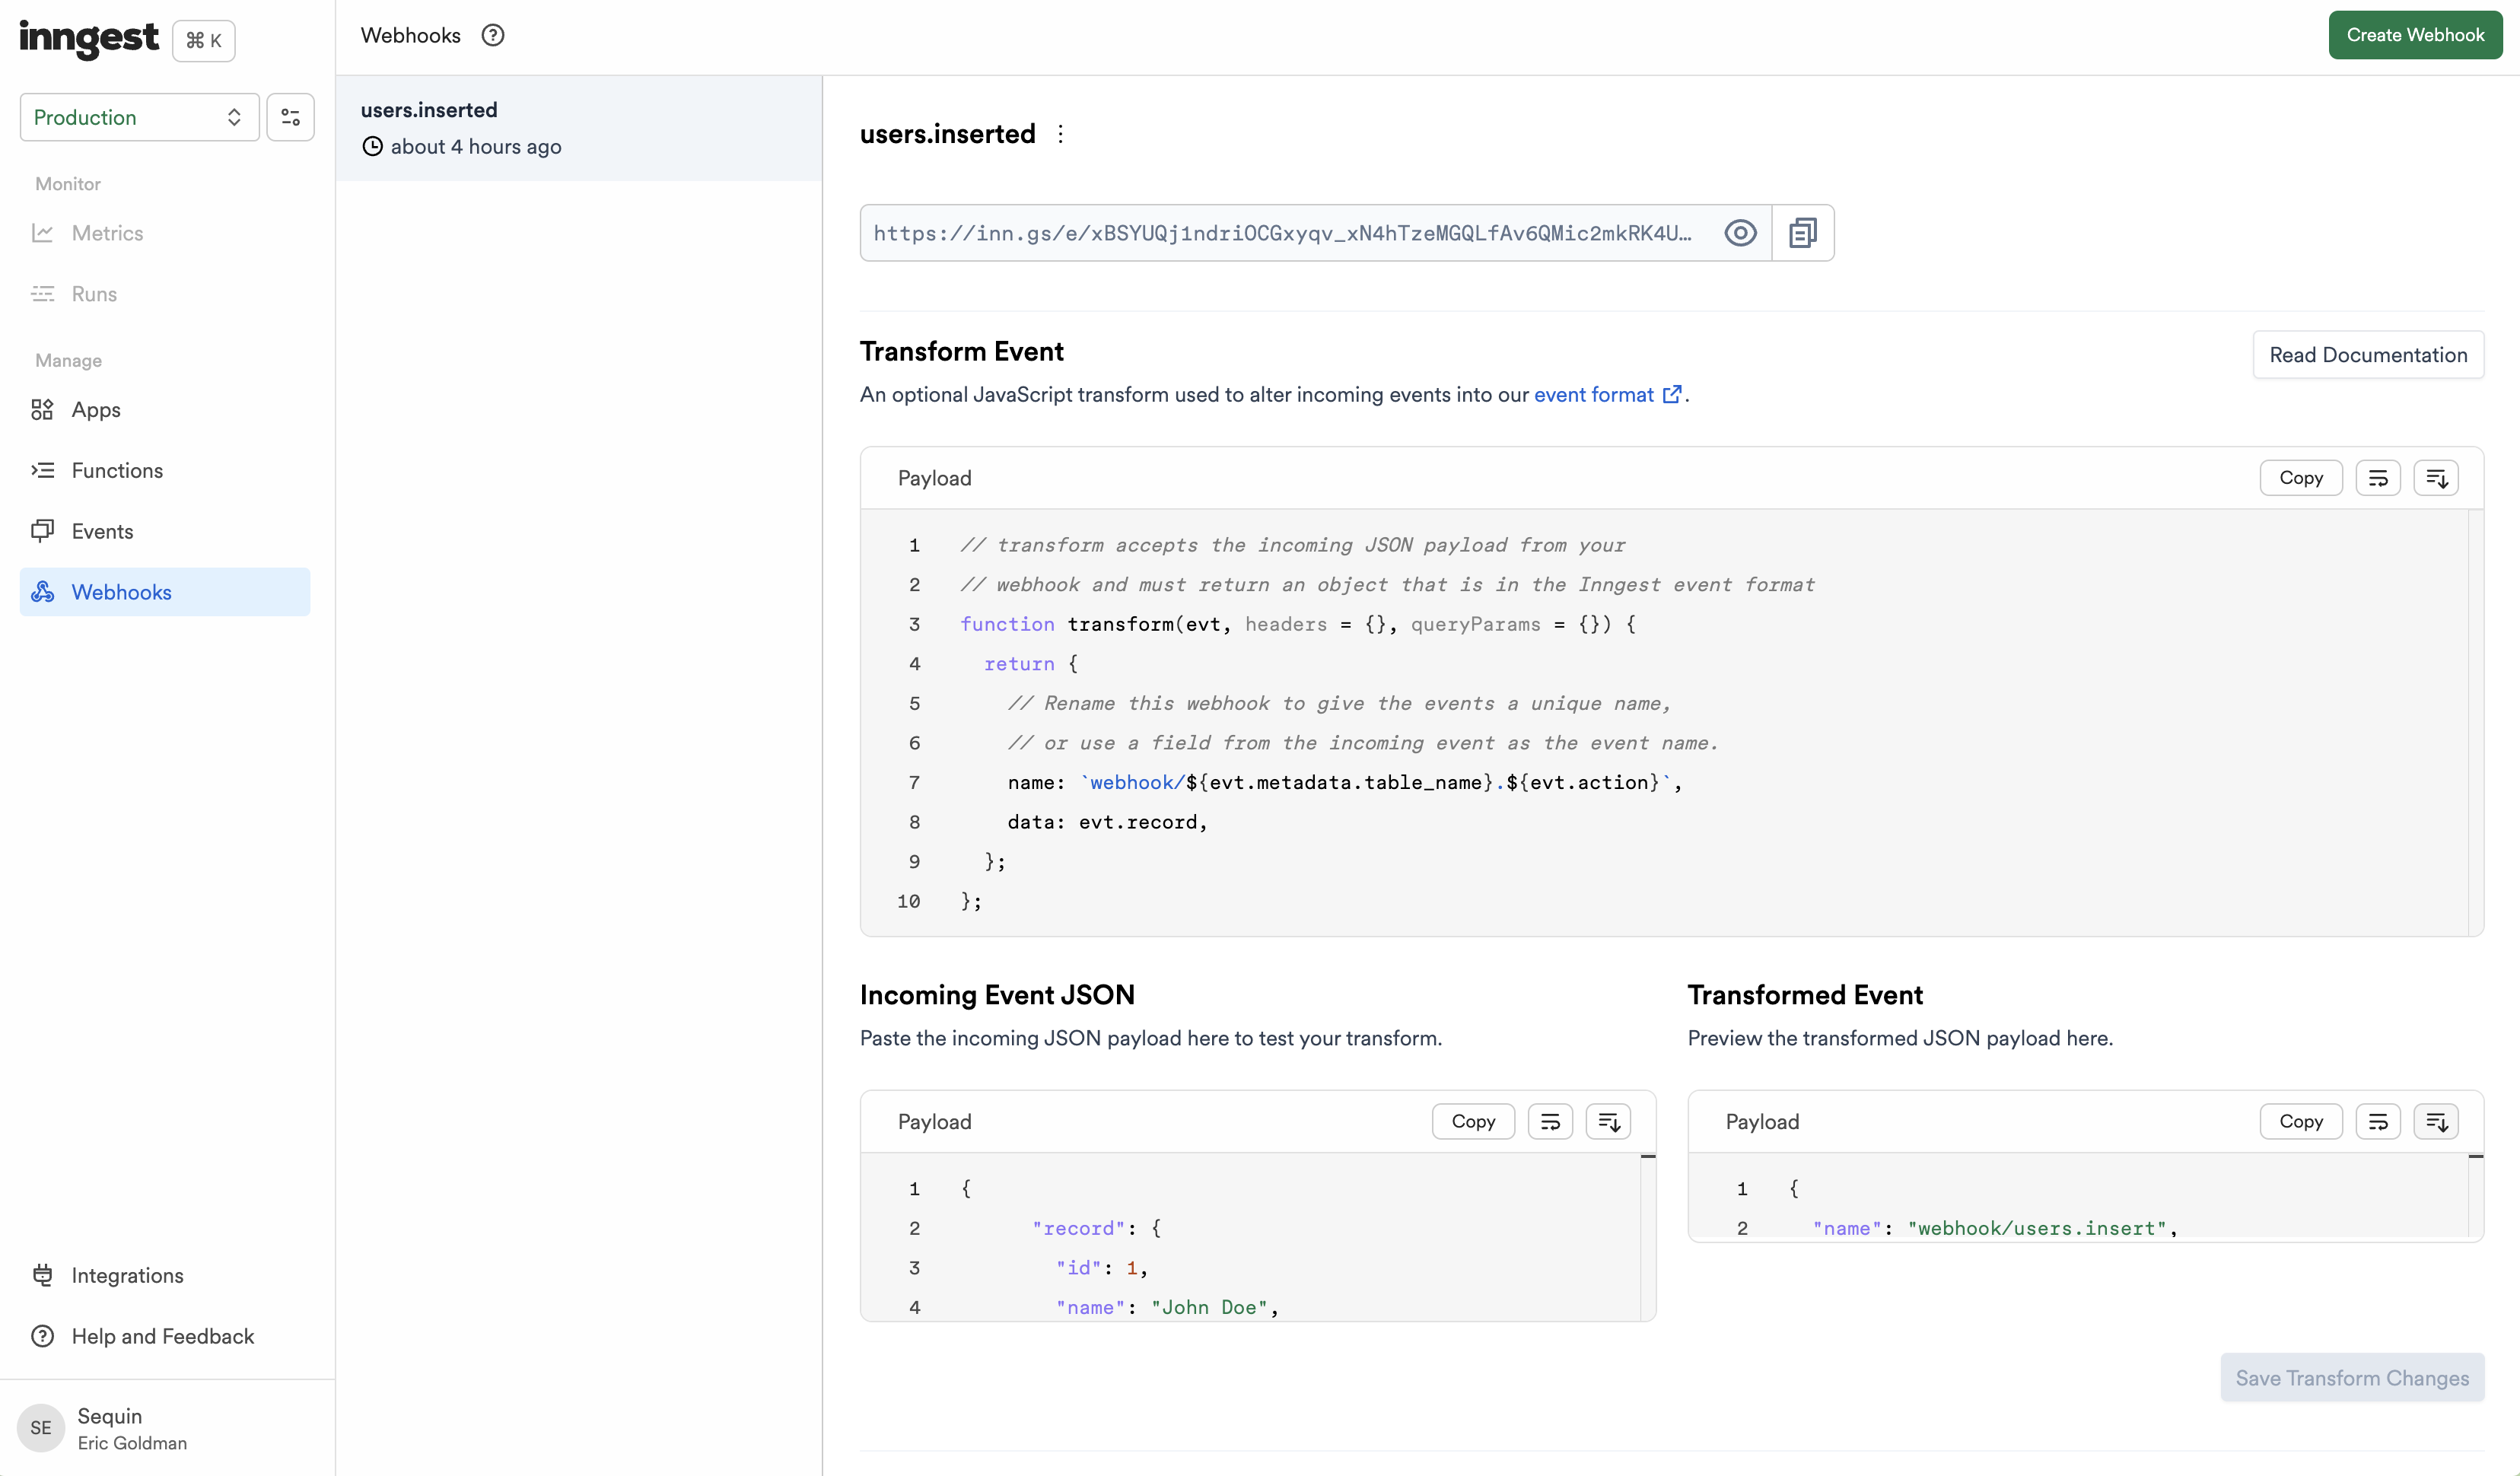 inngest
⌘ K
Production
Monitor
Metrics
Runs
Manage
Apps
Functions
Events
Webhooks
Integrations
Help and Feedback
SE
Sequin
Eric Goldman
Webhooks
Create Webhook
users.inserted
about 4 hours ago
users.inserted
https://inn.gs/e/xBSYUQj1ndriOCGxyqv_xN4hTzeMGQLfAv6QMic2mkRK4U…
Transform Event
Read Documentation
An optional JavaScript transform used to alter incoming events into our event format.
Payload
Copy
1 // transform accepts the incoming JSON payload from your
2 // webhook and must return an object that is in the Inngest event format
3 function transform(evt, headers = {}, queryParams = {}) {
4 return {
5 // Rename this webhook to give the events a unique name,
6 // or use a field from the incoming event as the event name.
7 name: `webhook/${evt.metadata.table_name}.${evt.action}`,
8 data: evt.record,
9 };
10 };
Incoming Event JSON
Paste the incoming JSON payload here to test your transform.
Payload
Copy
1 {
2 "record": {
3 "id": 1,
4 "name": "John Doe",
Transformed Event
Preview the transformed JSON payload here.
Payload
Copy
1 {
2 "name": "webhook/users.insert",
Save Transform Changes